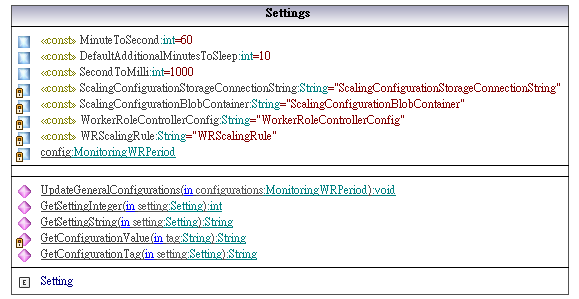 Settings
«const» MinuteToSecond:int=60
«const» DefaultAdditionalMinutesToSleep:int=10
«const» SecondToMilli:int=1000
«const» ScalingConfigurationStorageConnectionString:String="ScalingConfigurationStorageConnectionString"
«const» ScalingConfigurationBlobContainer:String="ScalingConfigurationBlobContainer"
«const» WorkerRoleControllerConfig:String="WorkerRoleControllerConfig"
«const» WRScalingRule:String="WRScalingRule"
config:MonitoringWRPeriod
UpdateGeneralConfigurations(in configurations:MonitoringWRPeriod):void
GetSettingInteger(in setting:Setting):int
GetSettingString(in setting:Setting):String
GetConfigurationValue(in tag:String):String
GetConfigurationTag(in setting:Setting):String
E Setting